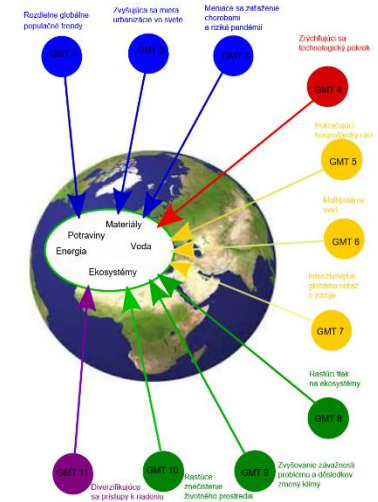 Rozdielne globálne
populačné trendy
GMT 1
Zvyšujúca sa miera
urbanizácie vo svete
GMT 2
Meniace sa zaťaženie
chorobami
a riziká pandémií
GMT 3
Zrýchľujúci sa
technologický pokrok
GMT 4
Pokračujúci
hospodársky rast
GMT 5
Multipolárny
svet
GMT 6
Intenzívnejšia
globálna súťaž
o zdroje
GMT 7
Materiály
Potraviny
Voda
Energia
Ekosystémy
Rastúci tlak
na ekosystémy
GMT 8
Zvyšovanie závažnosti
problému a dôsledkov
zmeny klímy
GMT 9
Rastúce
znečistenie
životného prostredia
GMT 10
Diverzifikujúce
sa prístupy k riadeniu
GMT 11